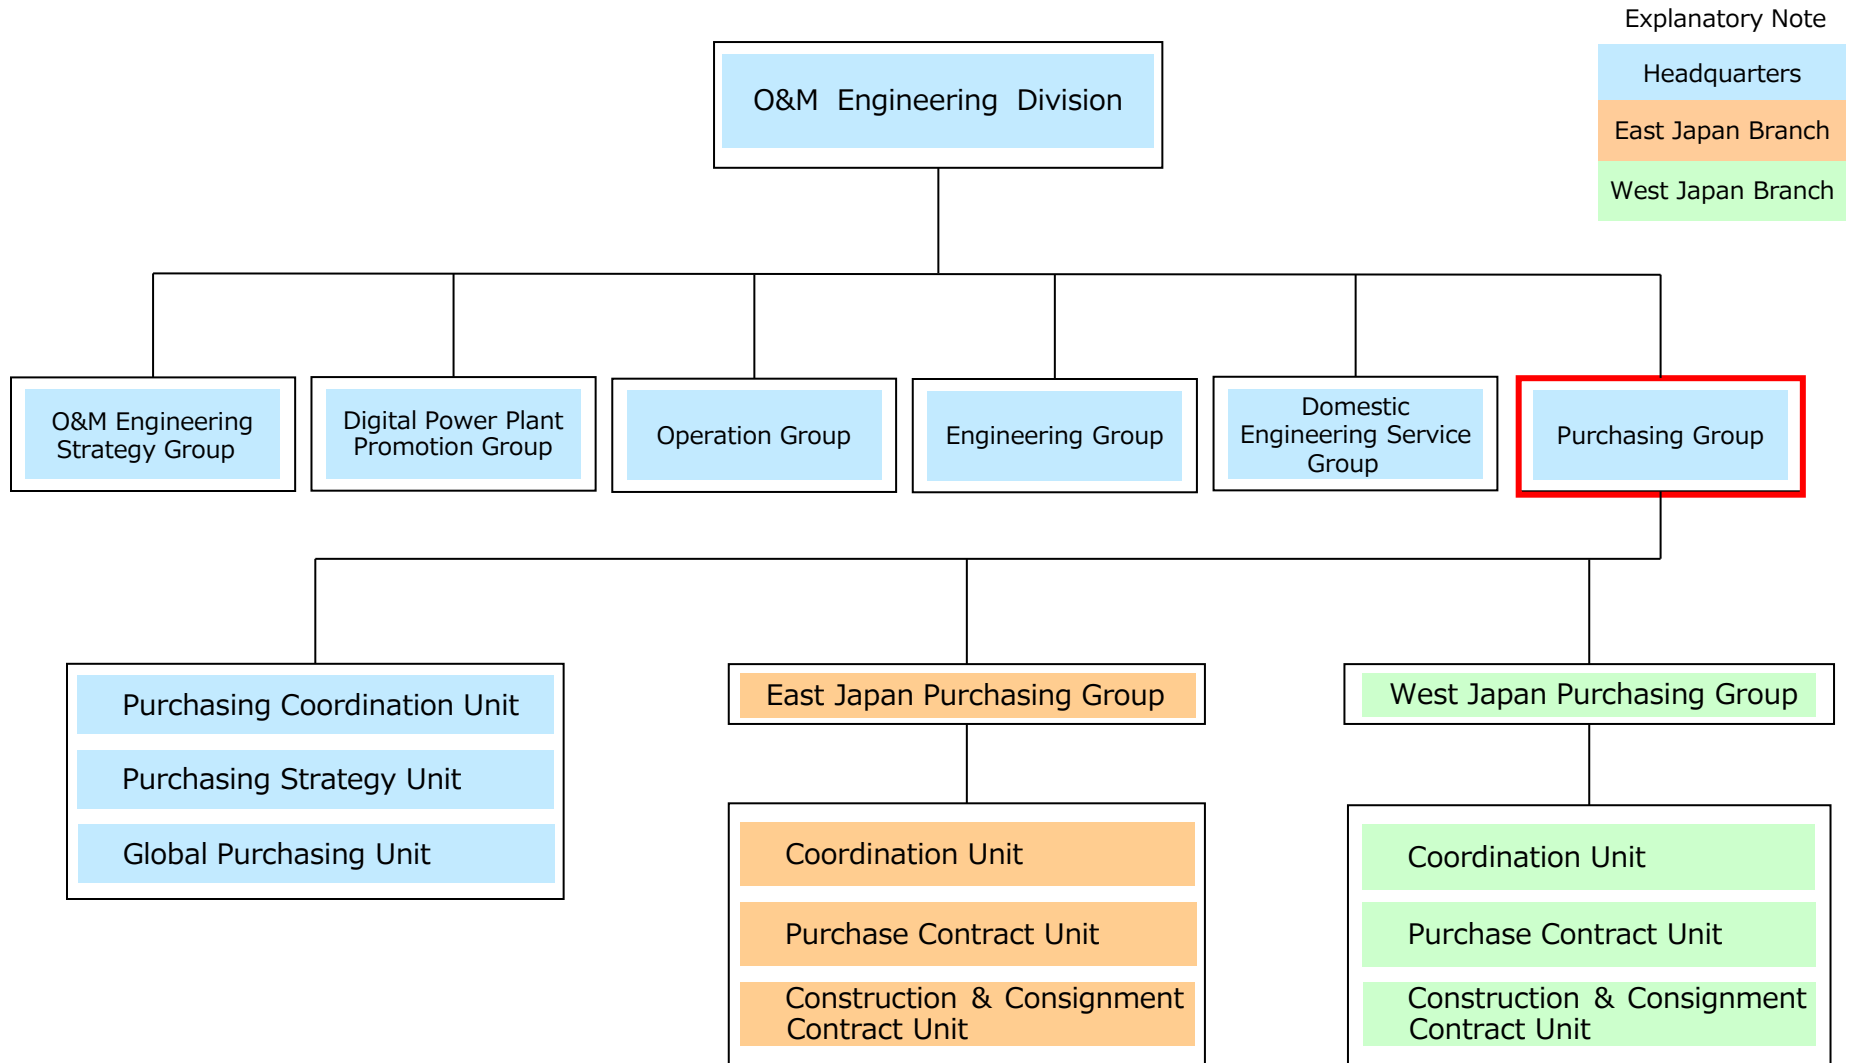 Explanatory Note
Headquarters
East Japan Branch
West Japan Branch
O&M Engineering Division
O&M Engineering
Strategy Group
Digital Power Plant
Promotion Group
Operation Group
Engineering Group
Domestic
Engineering Service
Group
Purchasing Group
Purchasing Coordination Unit
Purchasing Strategy Unit
Global Purchasing Unit
East Japan Purchasing Group
Coordination Unit
Purchase Contract Unit
Construction & Consignment
Contract Unit
West Japan Purchasing Group
Coordination Unit
Purchase Contract Unit
Construction & Consignment
Contract Unit